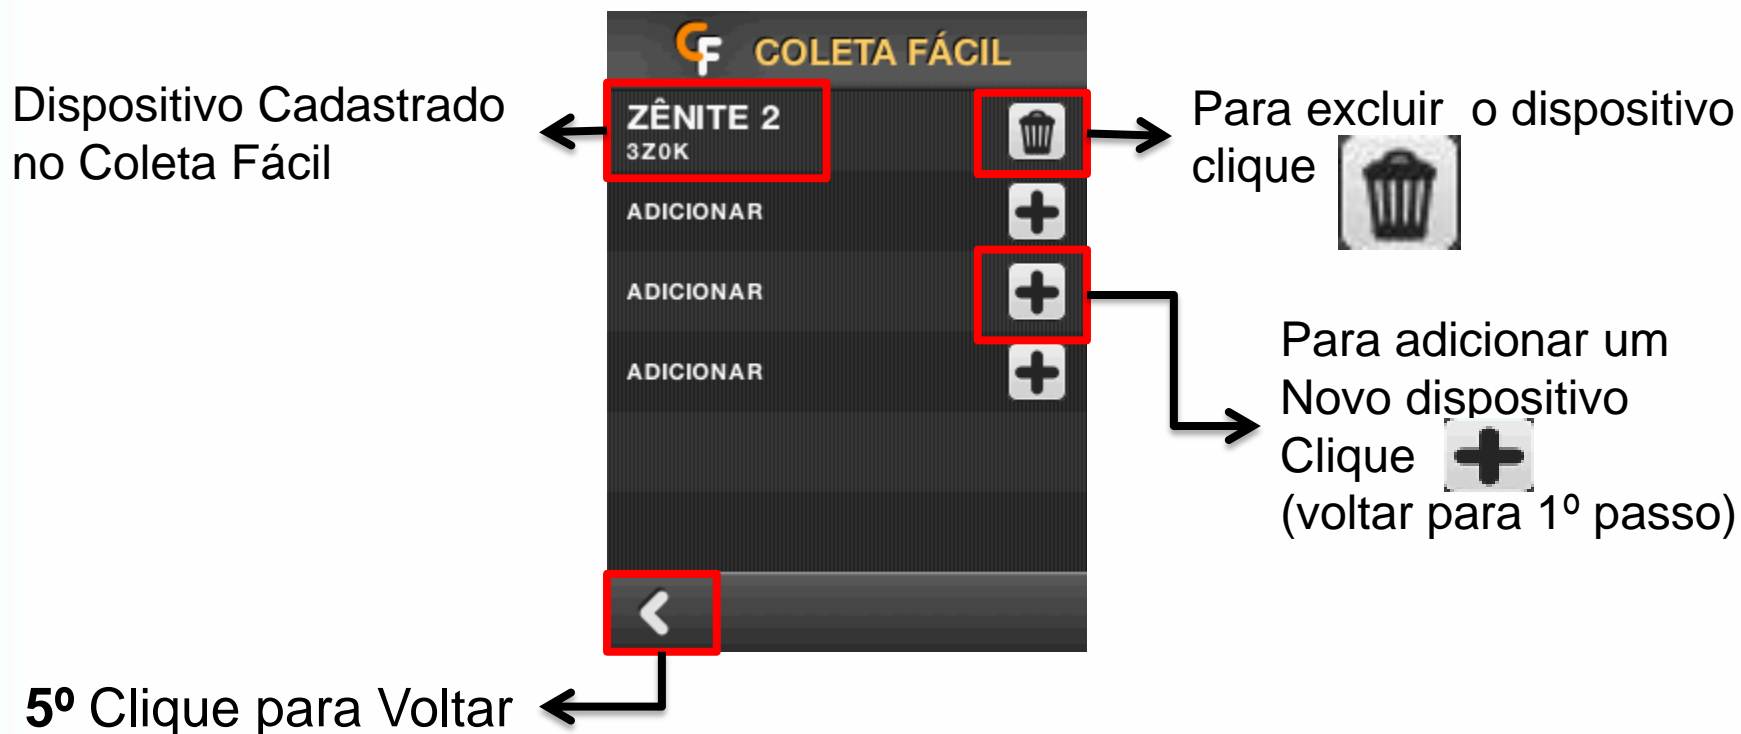 CF COLETA FÁCIL
Dispositivo Cadastrado
no Coleta Fácil
ZÊNITE 2
3Z0K
ADICIONAR
ADICIONAR
ADICIONAR
Para excluir o dispositivo
clique
Para adicionar um
Novo dispositivo
Clique
(voltar para 1º passo)
5º Clique para Voltar